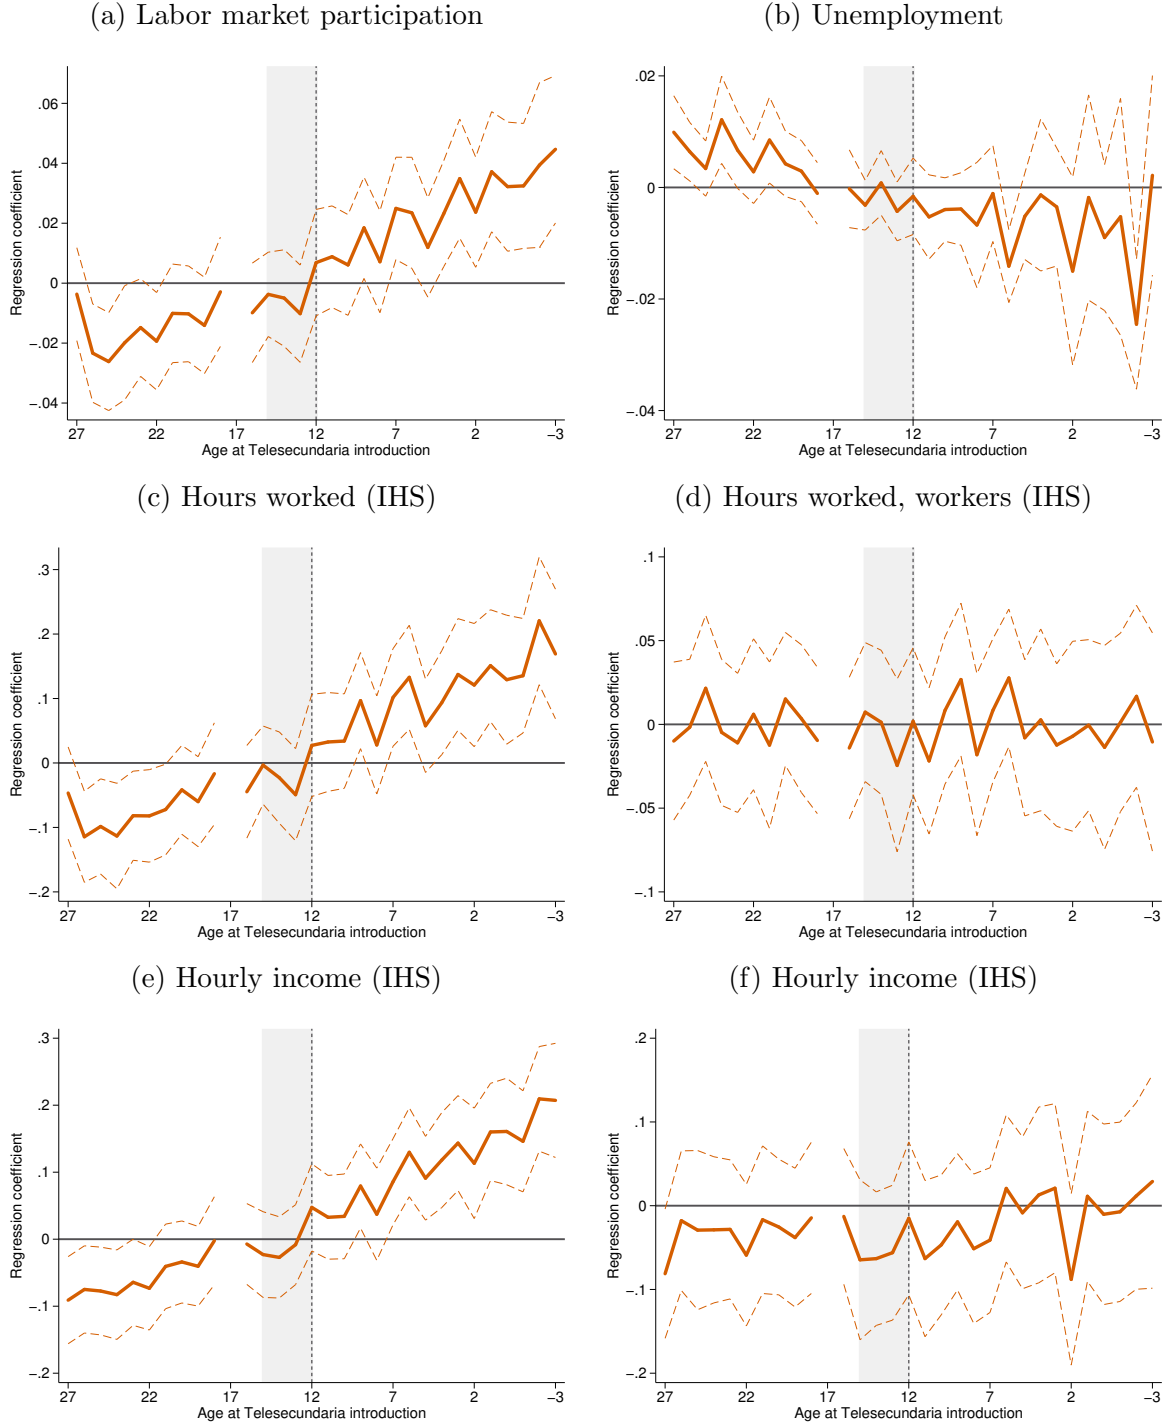 (a) Labor market participation
(b) Unemployment
Regression coefficient
.06
.04
.02
0
−.02
−.04
27 22 17 12 7 2 −3
Age at Telesecundaria introduction
Regression coefficient
.02
0
−.02
−.04
27 22 17 12 7 2 −3
Age at Telesecundaria introduction
(c) Hours worked (IHS)
(d) Hours worked, workers (IHS)
Regression coefficient
.3
.2
.1
0
−.1
−.2
27 22 17 12 7 2 −3
Age at Telesecundaria introduction
Regression coefficient
.1
.05
0
−.05
−.1
27 22 17 12 7 2 −3
Age at Telesecundaria introduction
(e) Hourly income (IHS)
(f) Hourly income (IHS)
Regression coefficient
.3
.2
.1
0
−.1
−.2
27 22 17 12 7 2 −3
Age at Telesecundaria introduction
Regression coefficient
.2
.1
0
−.1
−.2
27 22 17 12 7 2 −3
Age at Telesecundaria introduction